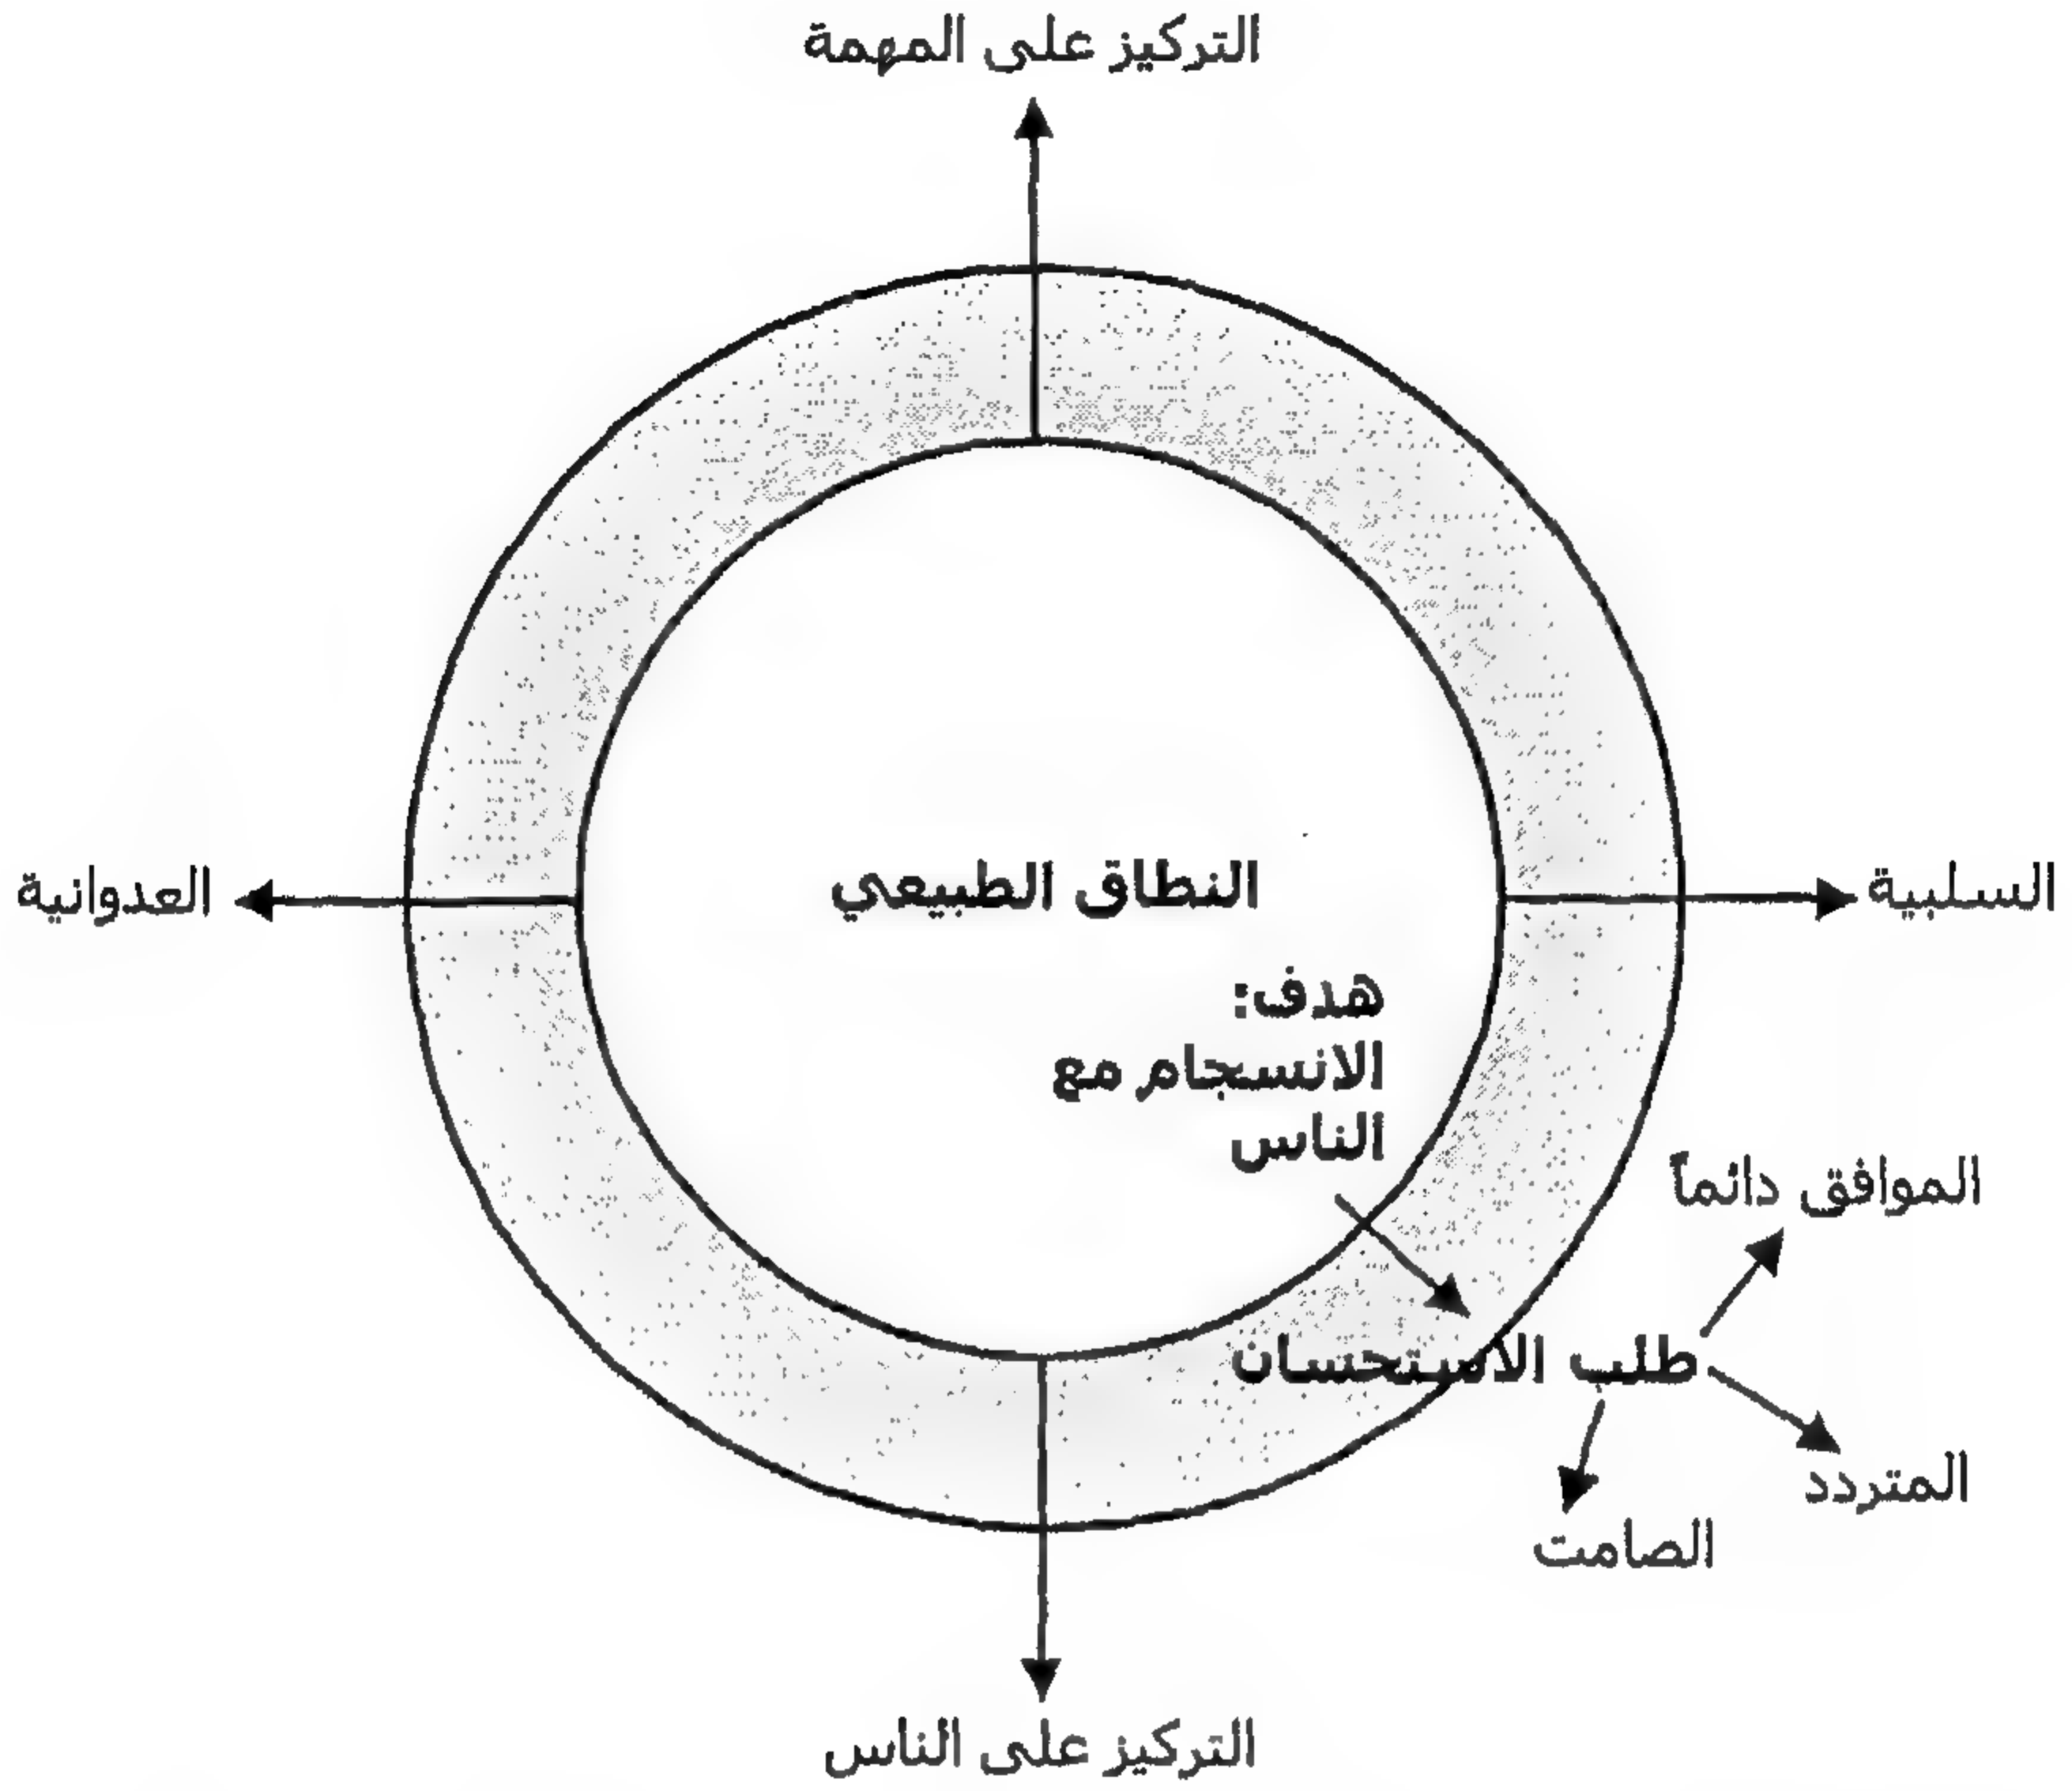 التركيز على المهمة
النطاق الطبيعي
السلبية
العدوانية
هدف:
الانسجام مع
الناس
الموافق دائماً
طلب الاستحسان
المتردد
الصامت
التركيز على الناس